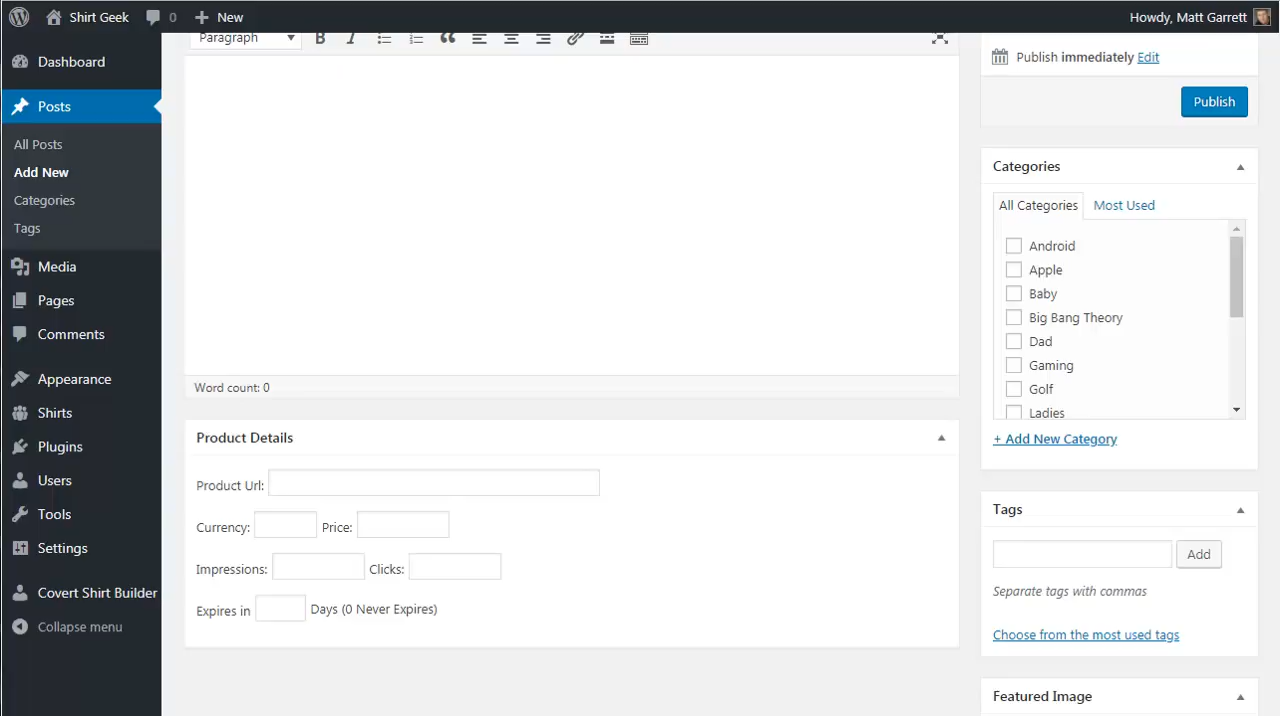 Shirt Geek 0 New Howdy, Matt Garrett
Dashboard
Posts
All Posts
Add New
Categories
Tags
Media
Pages
Comments
Appearance
Shirts
Plugins
Users
Tools
Settings
Covert Shirt Builder
Collapse menu
Paragraph B I
Word count: 0
Product Details
Product Url:
Currency: Price:
Impressions: Clicks:
Expires in Days (0 Never Expires)
Publish immediately Edit
Publish
Categories
All Categories Most Used
Android
Apple
Baby
Big Bang Theory
Dad
Gaming
Golf
Ladies
+ Add New Category
Tags
Add
Separate tags with commas
Choose from the most used tags
Featured Image